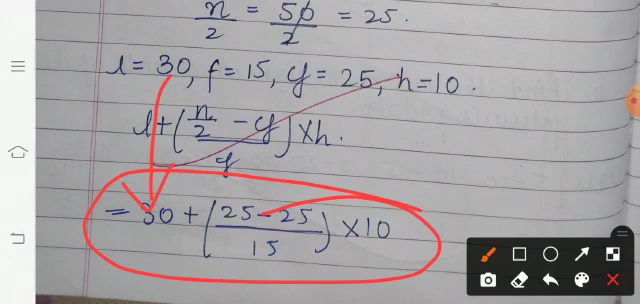 n/2 = 50/2 = 25.
l = 30, f = 15, cf = 25, h = 10.
l + (n/2 - cf / f) × h.
= 30 + (25 - 25 / 15) × 10